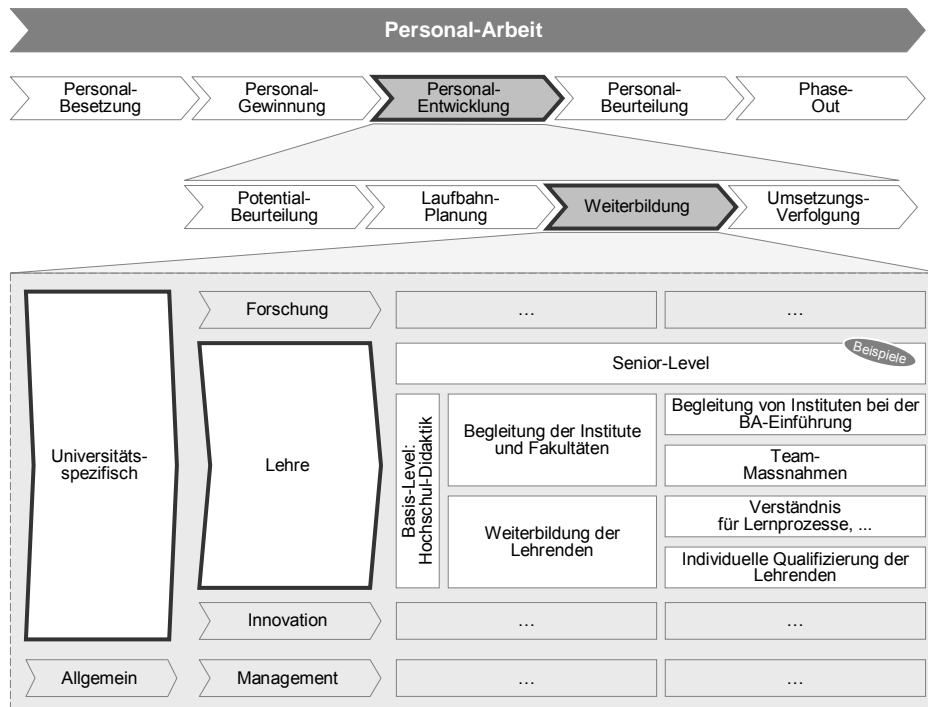 Personal-Arbeit
Personal-
Besetzung
Personal-
Gewinnung
Personal-
Entwicklung
Personal-
Beurteilung
Phase-
Out
Potential-
Beurteilung
Laufbahn-
Planung
Weiterbildung
Umsetzungs-
Verfolgung
Universitäts-
spezifisch
Forschung
…
…
Lehre
Senior-Level
Beispiele
Basis-Level:
Hochschul-Didaktik
Begleitung der Institute
und Fakultäten
Begleitung von Instituten bei der
BA-Einführung
Team-
Massnahmen
Weiterbildung der
Lehrenden
Verständnis
für Lernprozesse, ...
Individuelle Qualifizierung der
Lehrenden
Innovation
…
…
Allgemein
Management
…
…